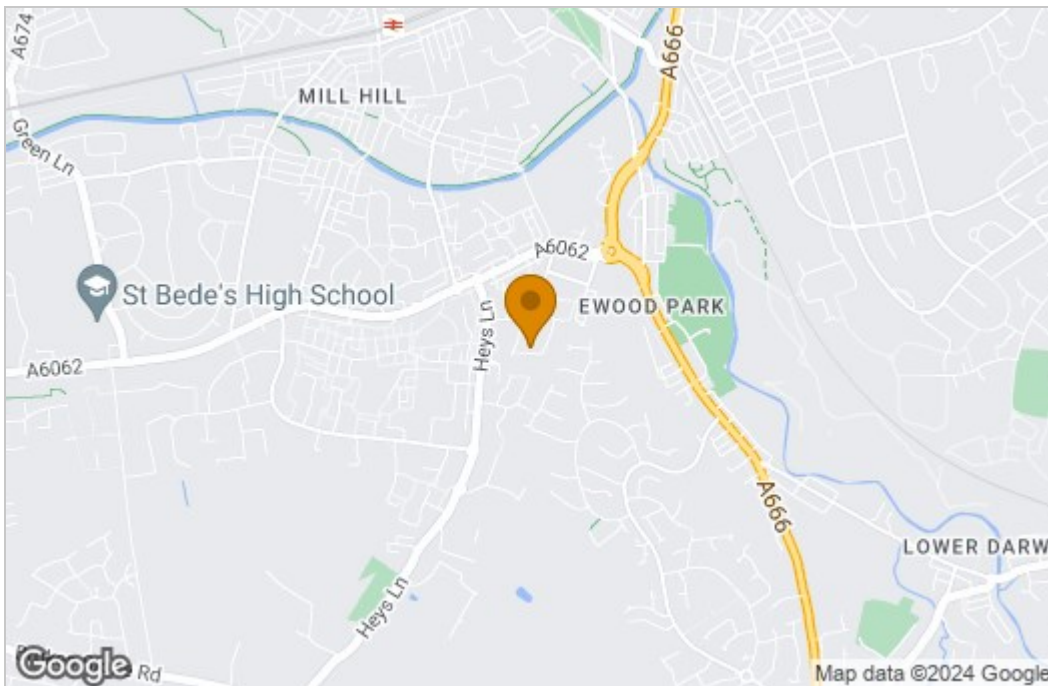 A674
A666
MILL HILL
Green Ln
A6062
St Bede's High School
EWOOD PARK
Heys Ln
A6062
A666
LOWER DARW
Heys Ln
Rd
Google
Map data ©2024 Google